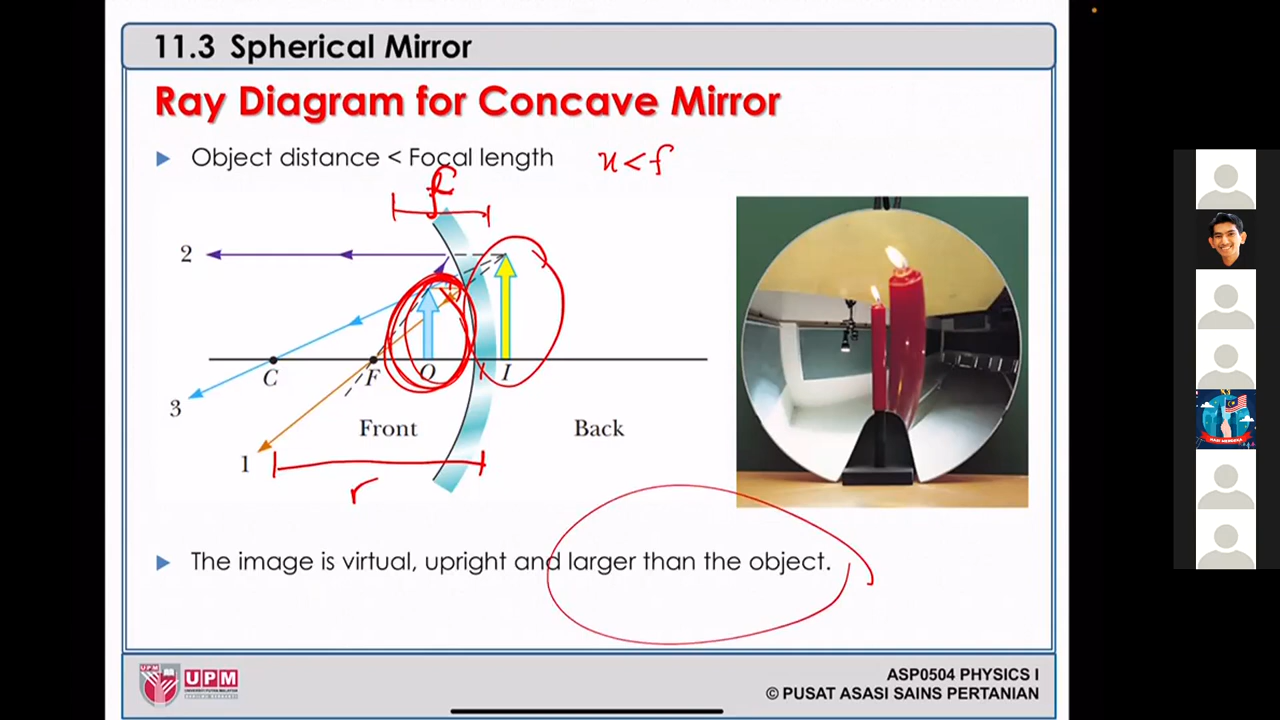 11.3 Spherical Mirror
Ray Diagram for Concave Mirror
Object distance < Focal length
u < f
f
2
C
F
O
I
3
Front
Back
1
r
The image is virtual, upright and larger than the object.
UPM
UPM
ASP0504 PHYSICS I
© PUSAT ASASI SAINS PERTANIAN